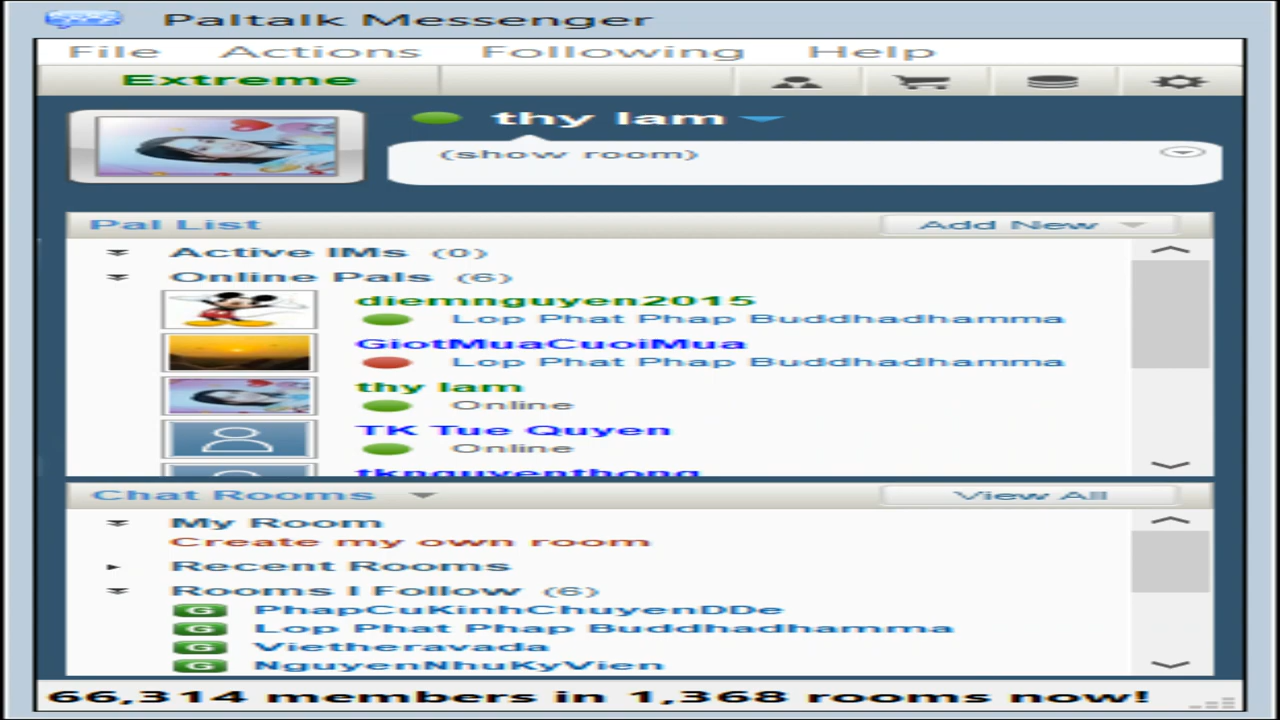 Paltalk Messenger
File Actions Following Help
Extreme
thy lam
(show room)
Pal List Add New
Active IMs (0)
Online Pals (6)
diemnguyen2015
Lop Phat Phap Buddhadhamma
GiotMuaCuoiMua
Lop Phat Phap Buddhadhamma
thy lam
Online
TK Tue Quyen
Online
tknguyenthong
Chat Rooms View All
My Room
Create my own room
Recent Rooms
Rooms I Follow (6)
G PhapCuKinhChuyenDDe
G Lop Phat Phap Buddhadhamma
G Vietheravada
G NguyenNhuKyVien
66,314 members in 1,368 rooms now!